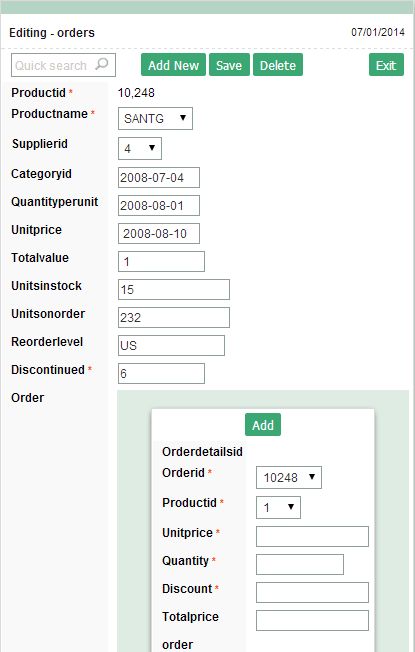 Editing - orders 07/01/2014
Quick search Add New Save Delete Exit
Productid * 10,248
Productname * SANTG
Supplierid 4
Categoryid 2008-07-04
Quantityperunit 2008-08-01
Unitprice 2008-08-10
Totalvalue 1
Unitsinstock 15
Unitsonorder 232
Reorderlevel US
Discontinued * 6
Order
Add
Orderdetailsid
Orderid * 10248
Productid * 1
Unitprice *
Quantity *
Discount *
Totalprice
order